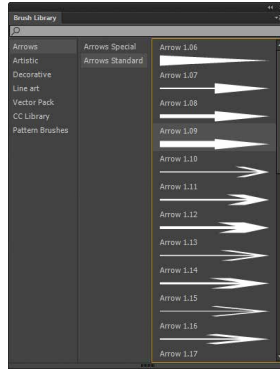 Brush Library
Arrows
Artistic
Decorative
Line art
Vector Pack
CC Library
Pattern Brushes
Arrows Special
Arrows Standard
Arrow 1.06
Arrow 1.07
Arrow 1.08
Arrow 1.09
Arrow 1.10
Arrow 1.11
Arrow 1.12
Arrow 1.13
Arrow 1.14
Arrow 1.15
Arrow 1.16
Arrow 1.17